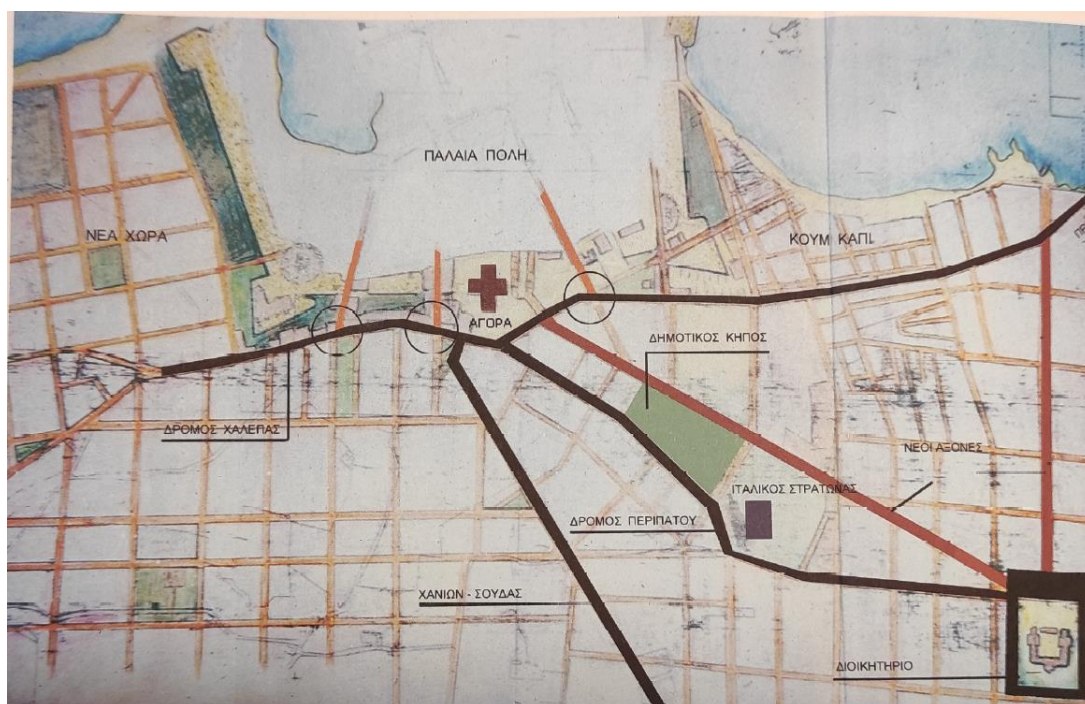 ΠΑΛΑΙΑ ΠΟΛΗ
ΝΕΑ ΧΩΡΑ
ΚΟΥΜ ΚΑΠΙ
ΑΓΟΡΑ
ΔΗΜΟΤΙΚΟΣ ΚΗΠΟΣ
ΔΡΟΜΟΣ ΧΑΛΕΠΑΣ
ΝΕΟΙ ΑΞΟΝΕΣ
ΙΤΑΛΙΚΟΣ ΣΤΡΑΤΩΝΑΣ
ΔΡΟΜΟΣ ΠΕΡΙΠΑΤΟΥ
ΧΑΝΙΩΝ - ΣΟΥΔΑΣ
ΔΙΟΙΚΗΤΗΡΙΟ